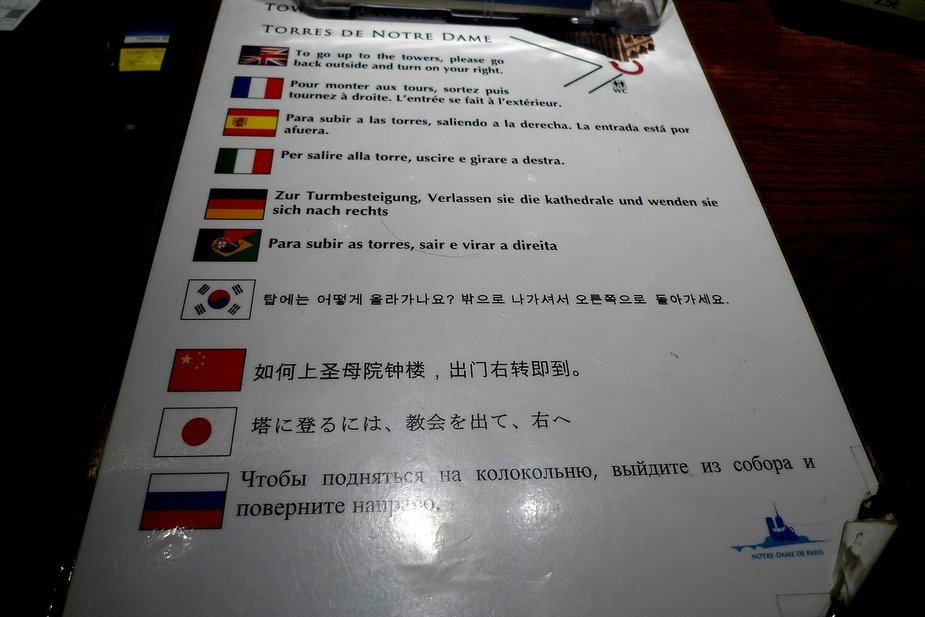 TORRES DE NOTRE DAME
To go up to the towers, please go
back outside and turn on your right.
WC
Pour monter aux tours, sortez puis
tournez à droite. L'entrée se fait à l'extérieur.
Para subir a las torres, saliendo a la derecha. La entrada está por
afuera.
Per salire alla torre, uscire e girare a destra.
Zur Turmbesteigung, Verlassen sie die kathedrale und wenden sie
sich nach rechts
Para subir as torres, sair e virar a direita
탑에는 어떻게 올라가나요? 밖으로 나가셔서 오른쪽으로 돌아가세요.
如何上圣母院钟楼，出门右转即到。
塔に登るには、教会を出て、右へ
Чтобы подняться на колокольню, выйдите из собора и
поверните направо.
NOTRE-DAME DE PARIS